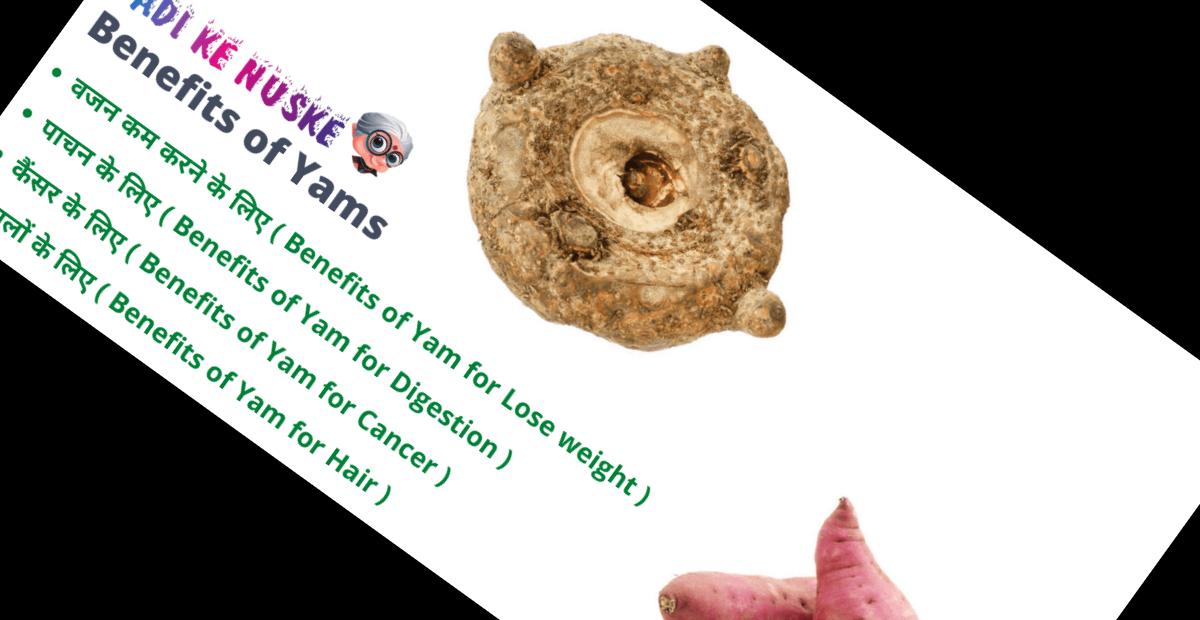 ADI KE NUSKE
Benefits of Yams
• वजन कम करने के लिए ( Benefits of Yam for Lose weight )
• पाचन के लिए ( Benefits of Yam for Digestion )
• कैंसर के लिए ( Benefits of Yam for Cancer )
के लिए ( Benefits of Yam for Hair )